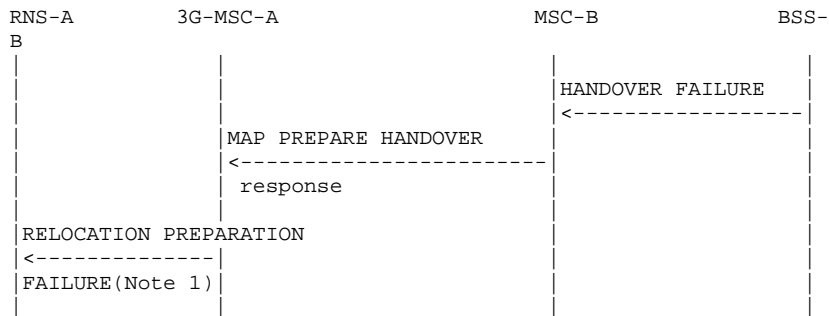 RNS-A 3G-MSC-A MSC-B BSS-
B
HANDOVER FAILURE
MAP PREPARE HANDOVER
response
RELOCATION PREPARATION
FAILURE(Note 1)